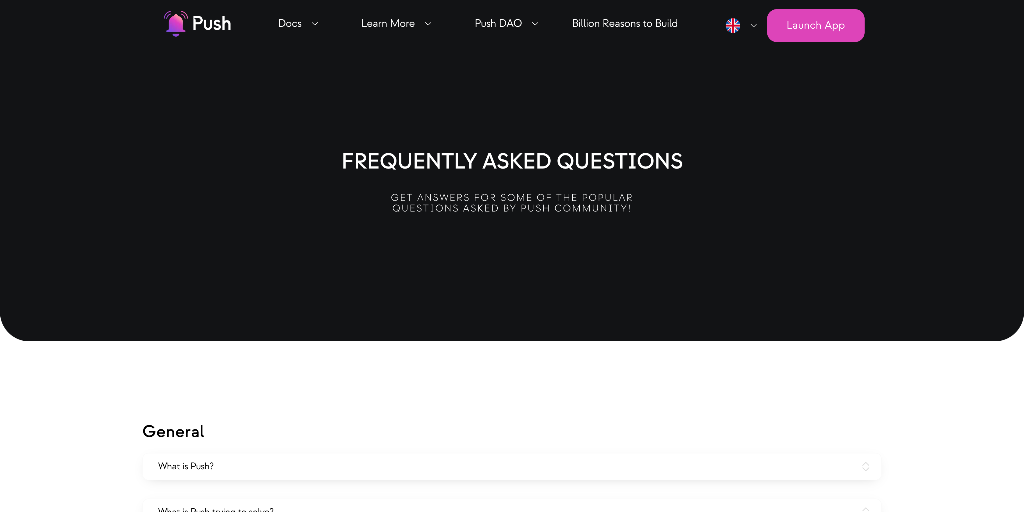 Push
Docs
Learn More
Push DAO
Billion Reasons to Build
Launch App
FREQUENTLY ASKED QUESTIONS
GET ANSWERS FOR SOME OF THE POPULAR
QUESTIONS ASKED BY PUSH COMMUNITY!
General
What is Push?
What is Push trying to solve?